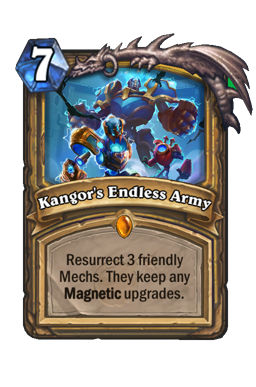 7
Kangor's Endless Army
Resurrect 3 friendly
Mechs. They keep any
Magnetic upgrades.